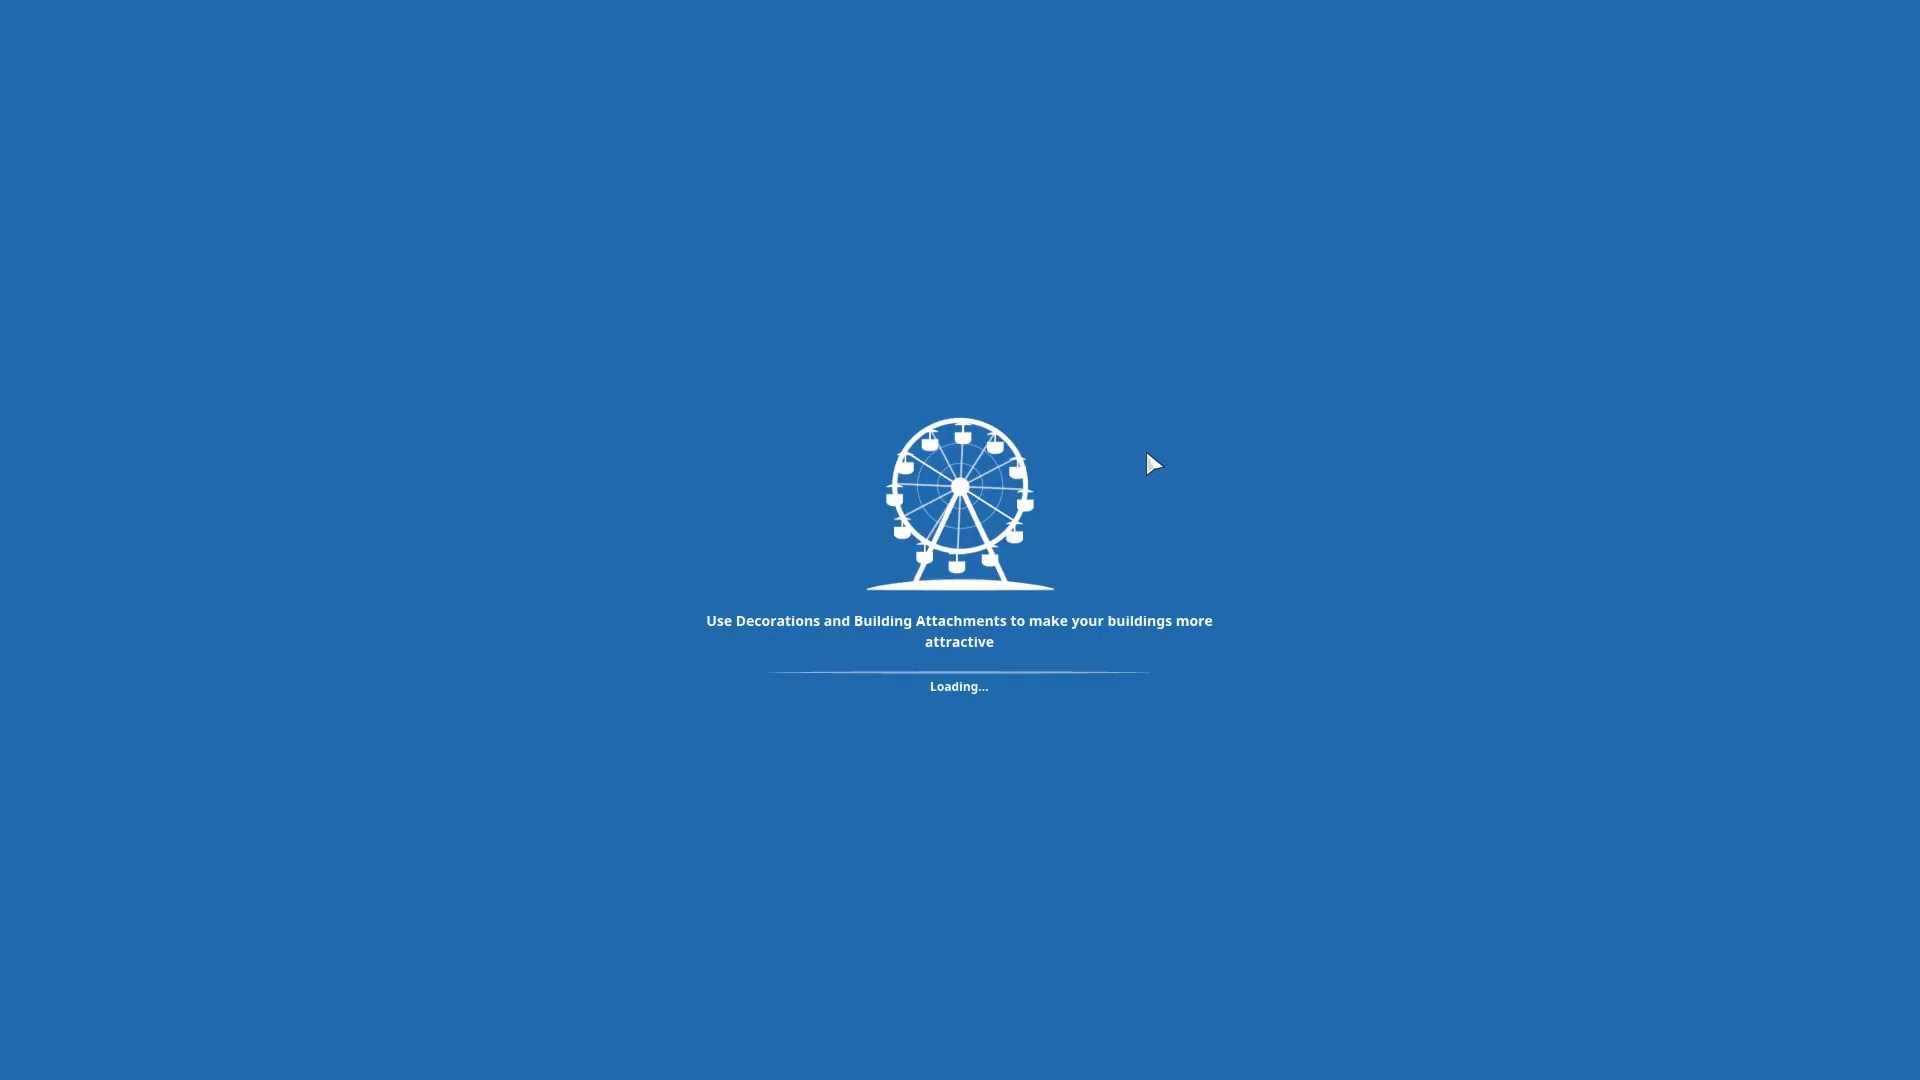 Use Decorations and Building Attachments to make your buildings more
attractive
Loading...